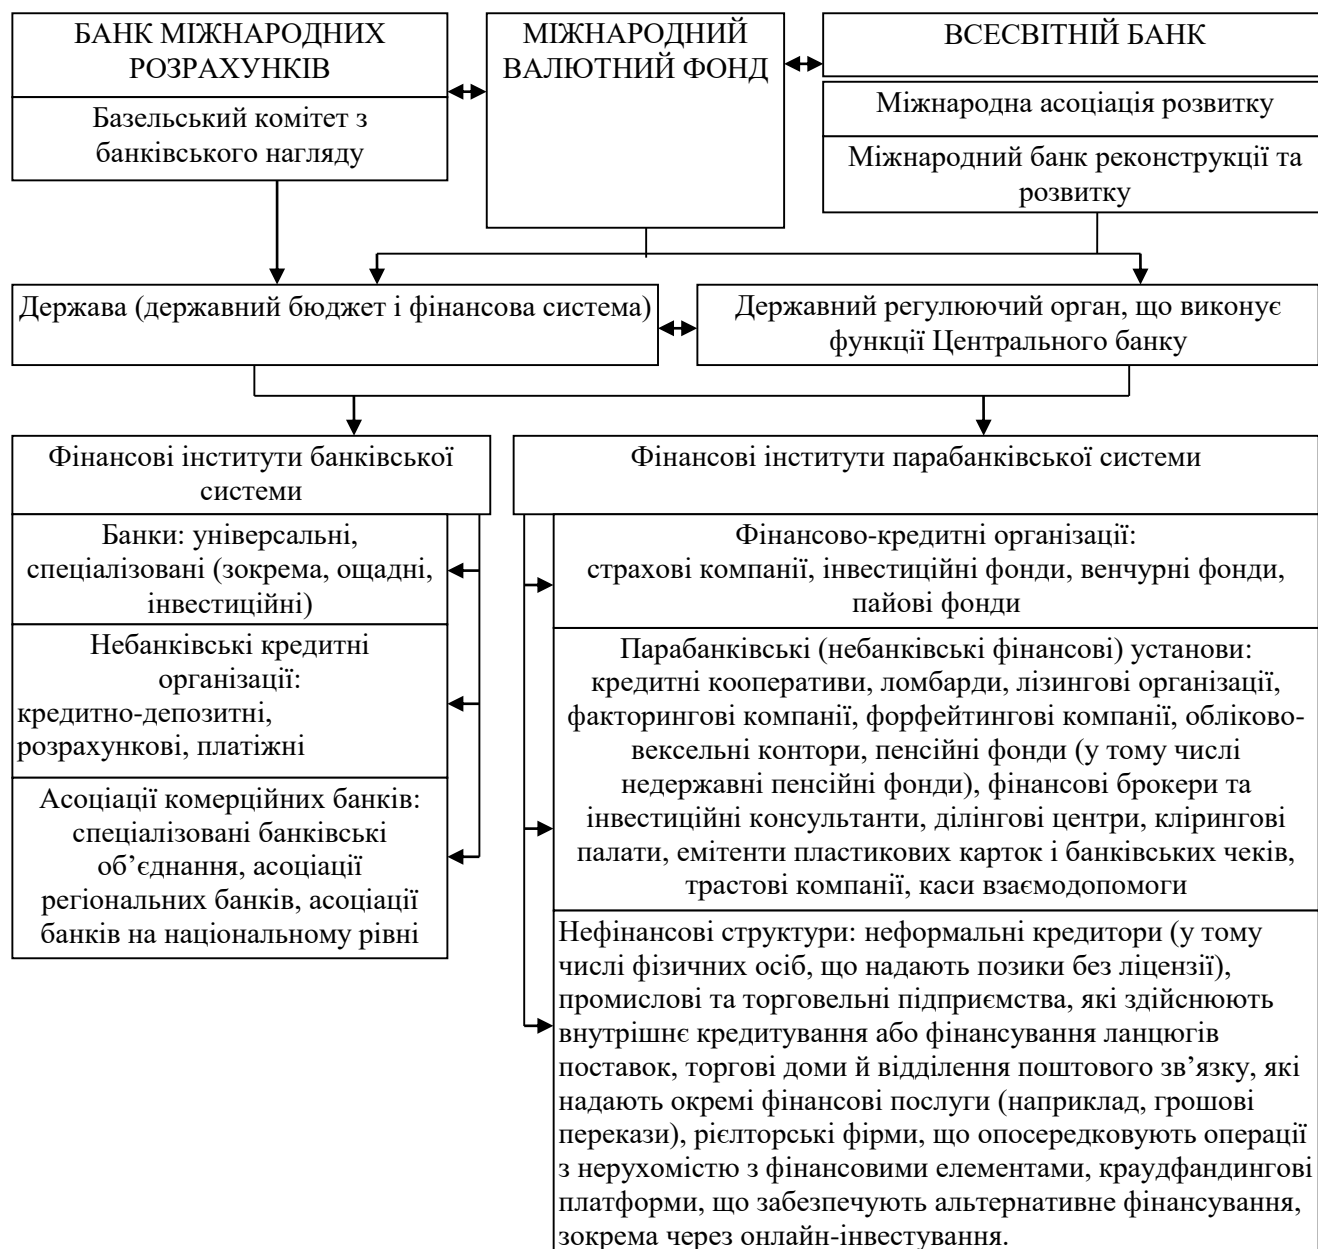 БАНК МІЖНАРОДНИХ
РОЗРАХУНКІВ
Базельський комітет з
банківського нагляду
МІЖНАРОДНИЙ
ВАЛЮТНИЙ ФОНД
ВСЕСВІТНІЙ БАНК
Міжнародна асоціація розвитку
Міжнародний банк реконструкції та
розвитку
Держава (державний бюджет і фінансова система)
Державний регулюючий орган, що виконує
функції Центрального банку
Фінансові інститути банківської
системи
Банки: універсальні,
спеціалізовані (зокрема, ощадні,
інвестиційні)
Небанківські кредитні
організації:
кредитно-депозитні,
розрахункові, платіжні
Асоціації комерційних банків:
спеціалізовані банківські
об’єднання, асоціації
регіональних банків, асоціації
банків на національному рівні
Фінансові інститути парабанківської системи
Фінансово-кредитні організації:
страхові компанії, інвестиційні фонди, венчурні фонди,
пайові фонди
Парабанківські (небанківські фінансові) установи:
кредитні кооперативи, ломбарди, лізингові організації,
факторингові компанії, форфейтингові компанії, обліково-
вексельні контори, пенсійні фонди (у тому числі
недержавні пенсійні фонди), фінансові брокери та
інвестиційні консультанти, ділінгові центри, клірингові
палати, емітенти пластикових карток і банківських чеків,
трастові компанії, каси взаємодопомоги
Нефінансові структури: неформальні кредитори (у тому
числі фізичних осіб, що надають позики без ліцензії),
промислові та торговельні підприємства, які здійснюють
внутрішнє кредитування або фінансування ланцюгів
поставок, торгові доми й відділення поштового зв’язку, які
надають окремі фінансові послуги (наприклад, грошові
перекази), рієлторські фірми, що опосередковують операції
з нерухомістю з фінансовими елементами, краудфандингові
платформи, що забезпечують альтернативне фінансування,
зокрема через онлайн-інвестування.